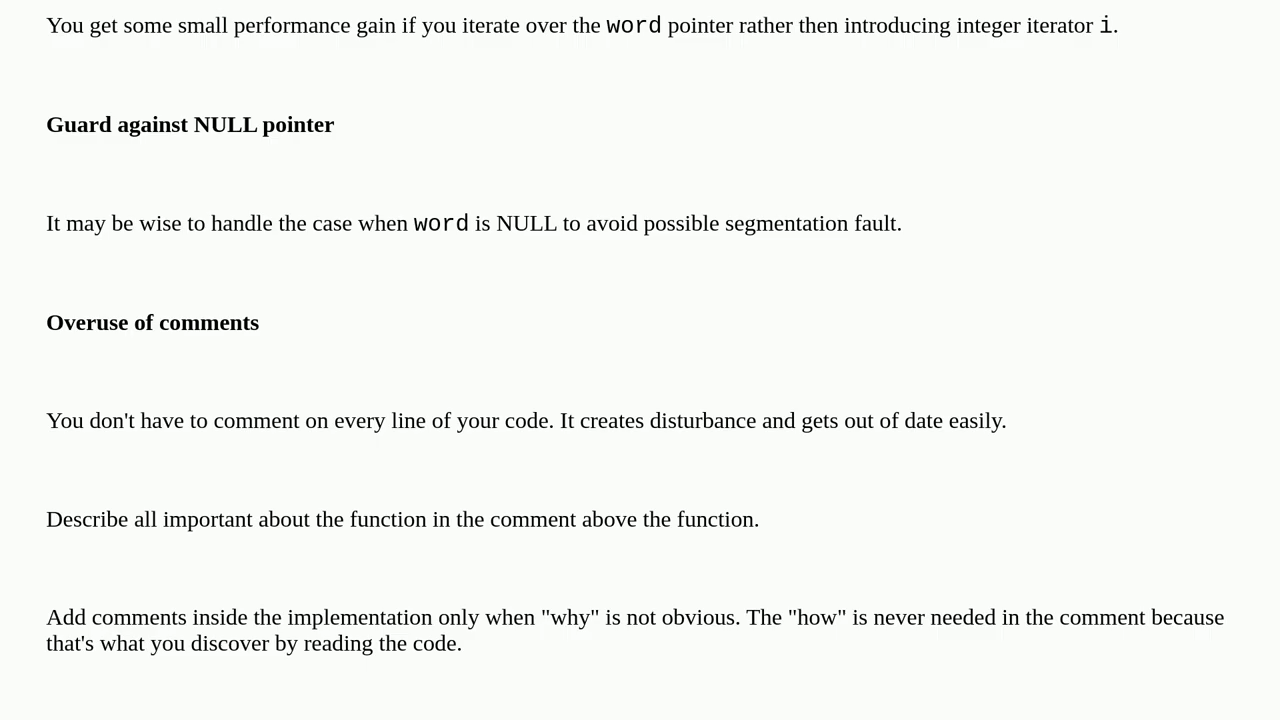 You get some small performance gain if you iterate over the word pointer rather then introducing integer iterator i.
Guard against NULL pointer
It may be wise to handle the case when word is NULL to avoid possible segmentation fault.
Overuse of comments
You don't have to comment on every line of your code. It creates disturbance and gets out of date easily.
Describe all important about the function in the comment above the function.
Add comments inside the implementation only when "why" is not obvious. The "how" is never needed in the comment because
that's what you discover by reading the code.